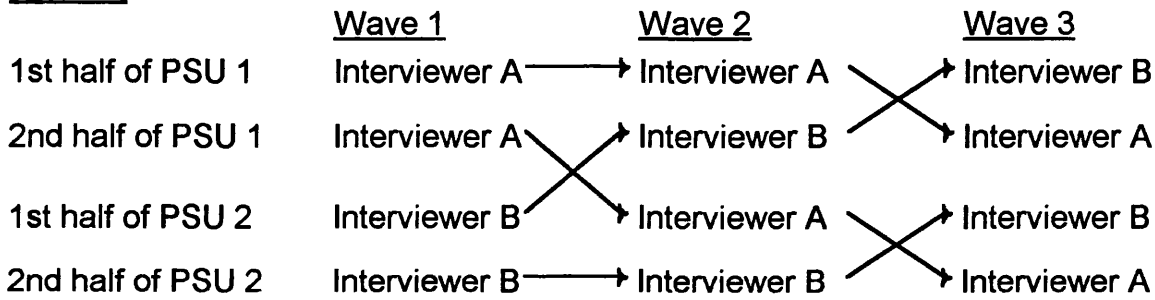 Wave 1 Wave 2 Wave 3
1st half of PSU 1 Interviewer A Interviewer A Interviewer B
2nd half of PSU 1 Interviewer A Interviewer B Interviewer A
1st half of PSU 2 Interviewer B Interviewer A Interviewer B
2nd half of PSU 2 Interviewer B Interviewer B Interviewer A